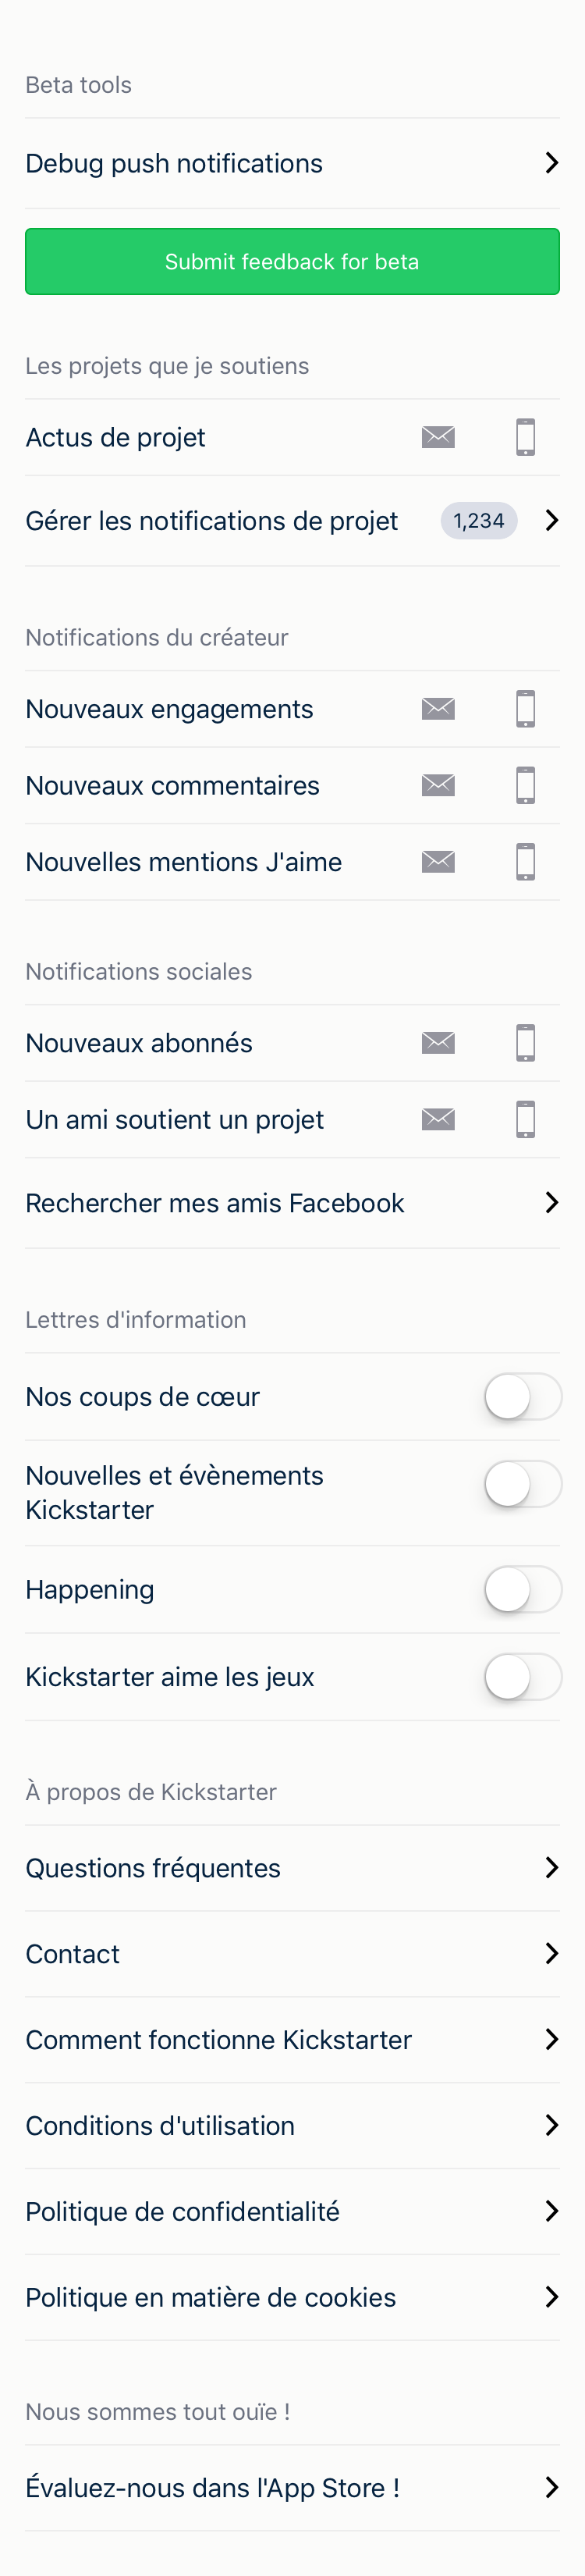 Beta tools
Debug push notifications
Submit feedback for beta
Les projets que je soutiens
Actus de projet
Gérer les notifications de projet 1,234
Notifications du créateur
Nouveaux engagements
Nouveaux commentaires
Nouvelles mentions J'aime
Notifications sociales
Nouveaux abonnés
Un ami soutient un projet
Rechercher mes amis Facebook
Lettres d'information
Nos coups de cœur
Nouvelles et évènements
Kickstarter
Happening
Kickstarter aime les jeux
À propos de Kickstarter
Questions fréquentes
Contact
Comment fonctionne Kickstarter
Conditions d'utilisation
Politique de confidentialité
Politique en matière de cookies
Nous sommes tout ouïe !
Évaluez-nous dans l'App Store !